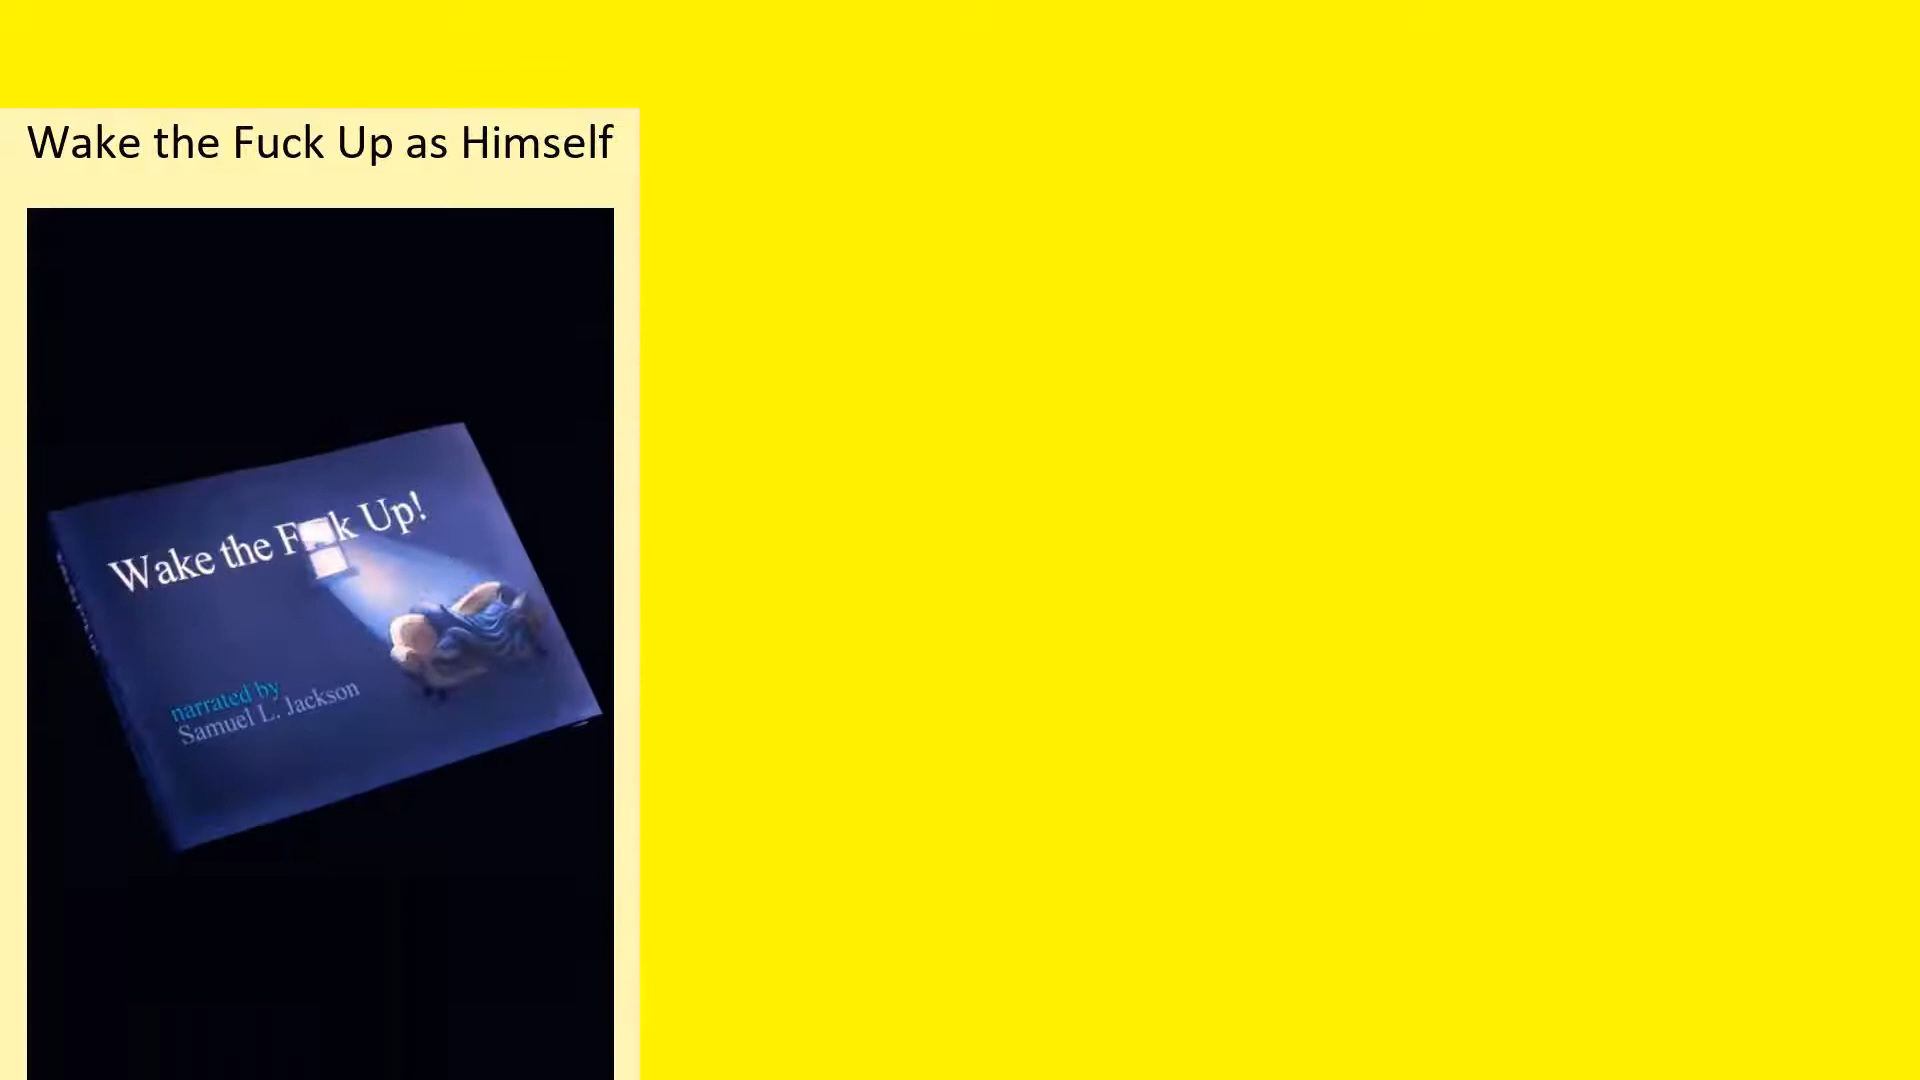 Wake the Fuck Up as Himself
Wake the F k Up!
narrated by
Samuel L. Jackson